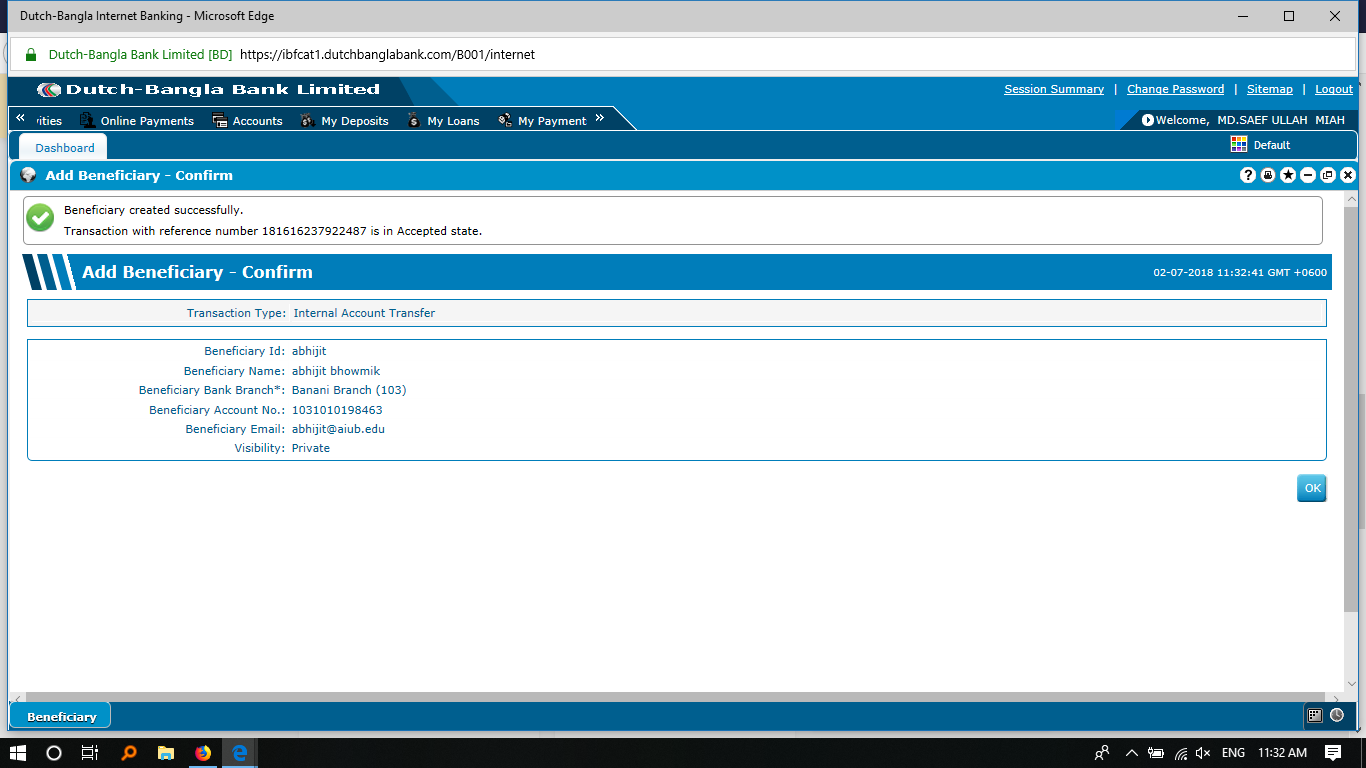 Dutch-Bangla Internet Banking - Microsoft Edge
Dutch-Bangla Bank Limited [BD] https://ibfcat1.dutchbanglabank.com/B001/internet
Dutch-Bangla Bank Limited
Session Summary | Change Password | Sitemap | Logout
« ities Online Payments Accounts My Deposits My Loans My Payment »
Welcome, MD.SAEF ULLAH MIAH
Dashboard
Default
Add Beneficiary - Confirm
Beneficiary created successfully.
Transaction with reference number 181616237922487 is in Accepted state.
Add Beneficiary - Confirm
02-07-2018 11:32:41 GMT +0600
Transaction Type: Internal Account Transfer
Beneficiary Id: abhijit
Beneficiary Name: abhijit bhowmik
Beneficiary Bank Branch*: Banani Branch (103)
Beneficiary Account No.: 1031010198463
Beneficiary Email: abhijit@aiub.edu
Visibility: Private
OK
Beneficiary
ENG 11:32 AM